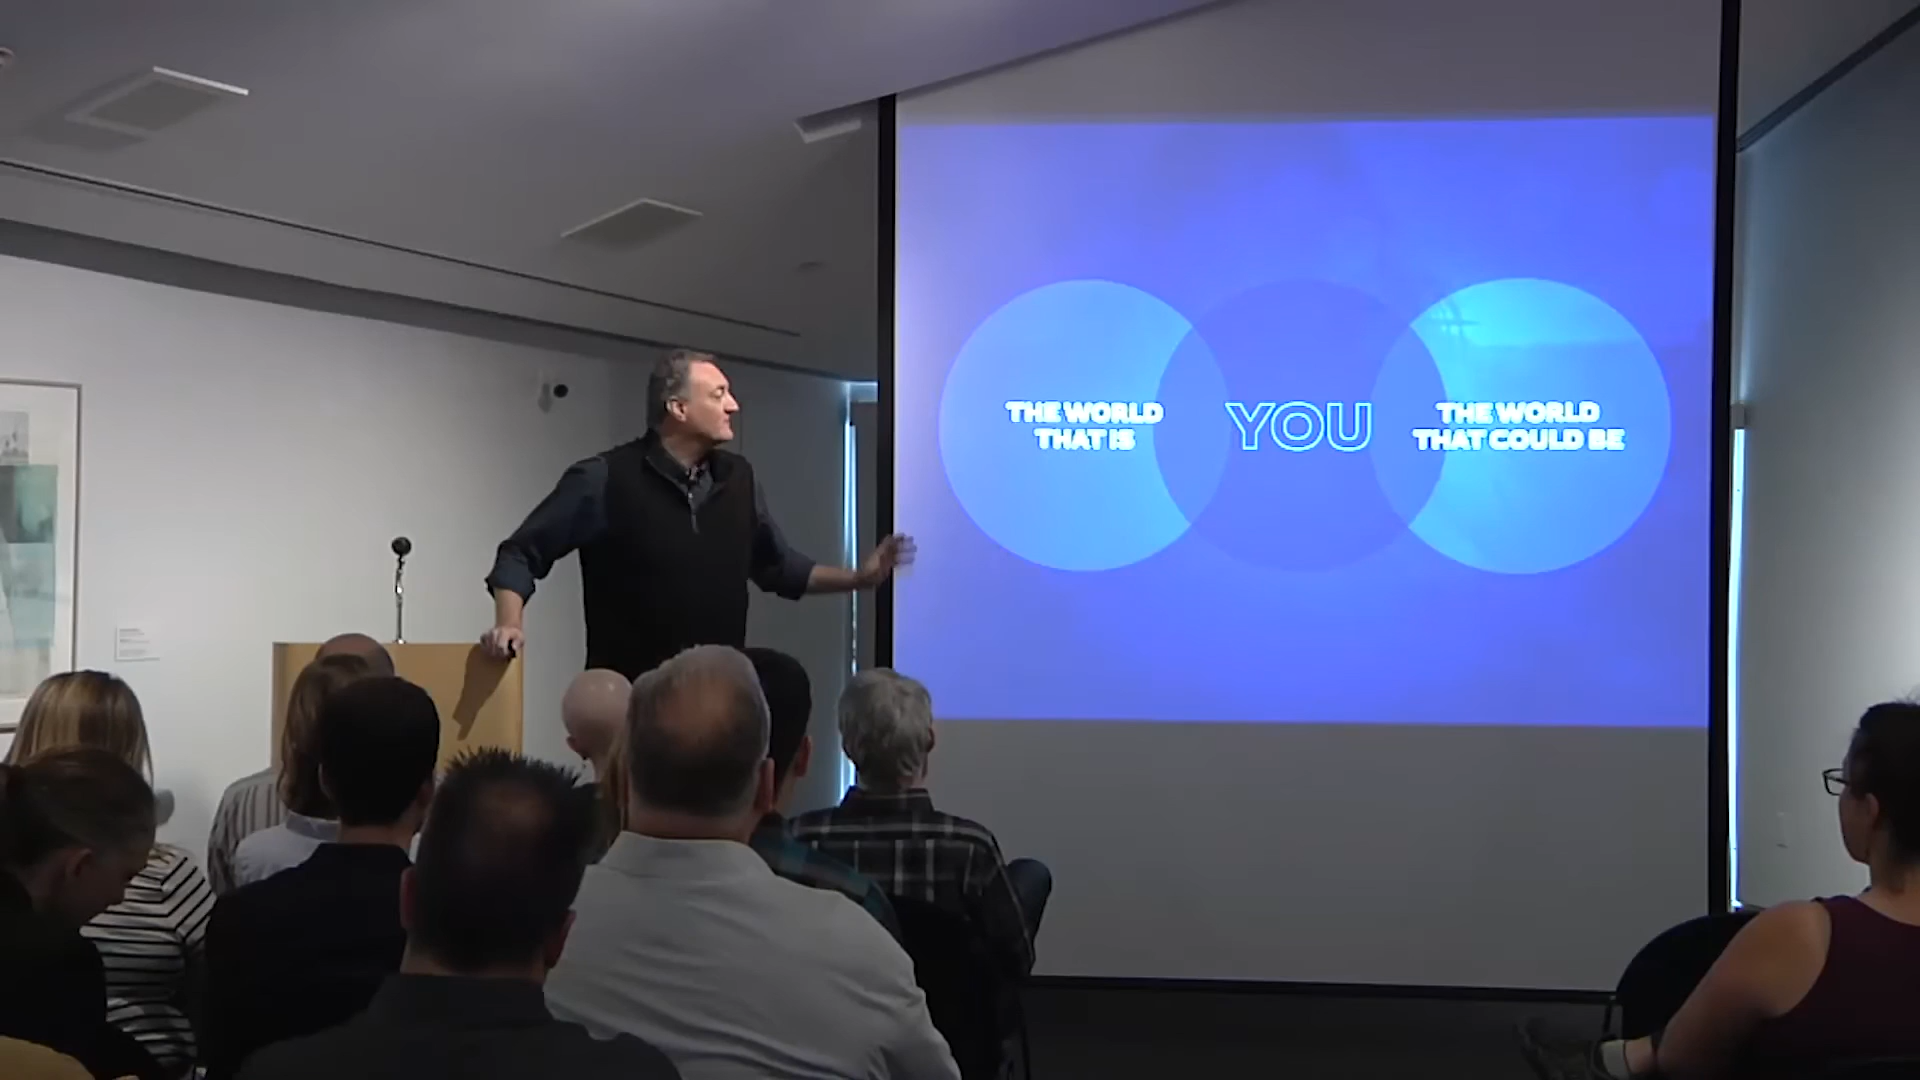 THE WORLD
THAT IS
YOU
THE WORLD
THAT COULD BE